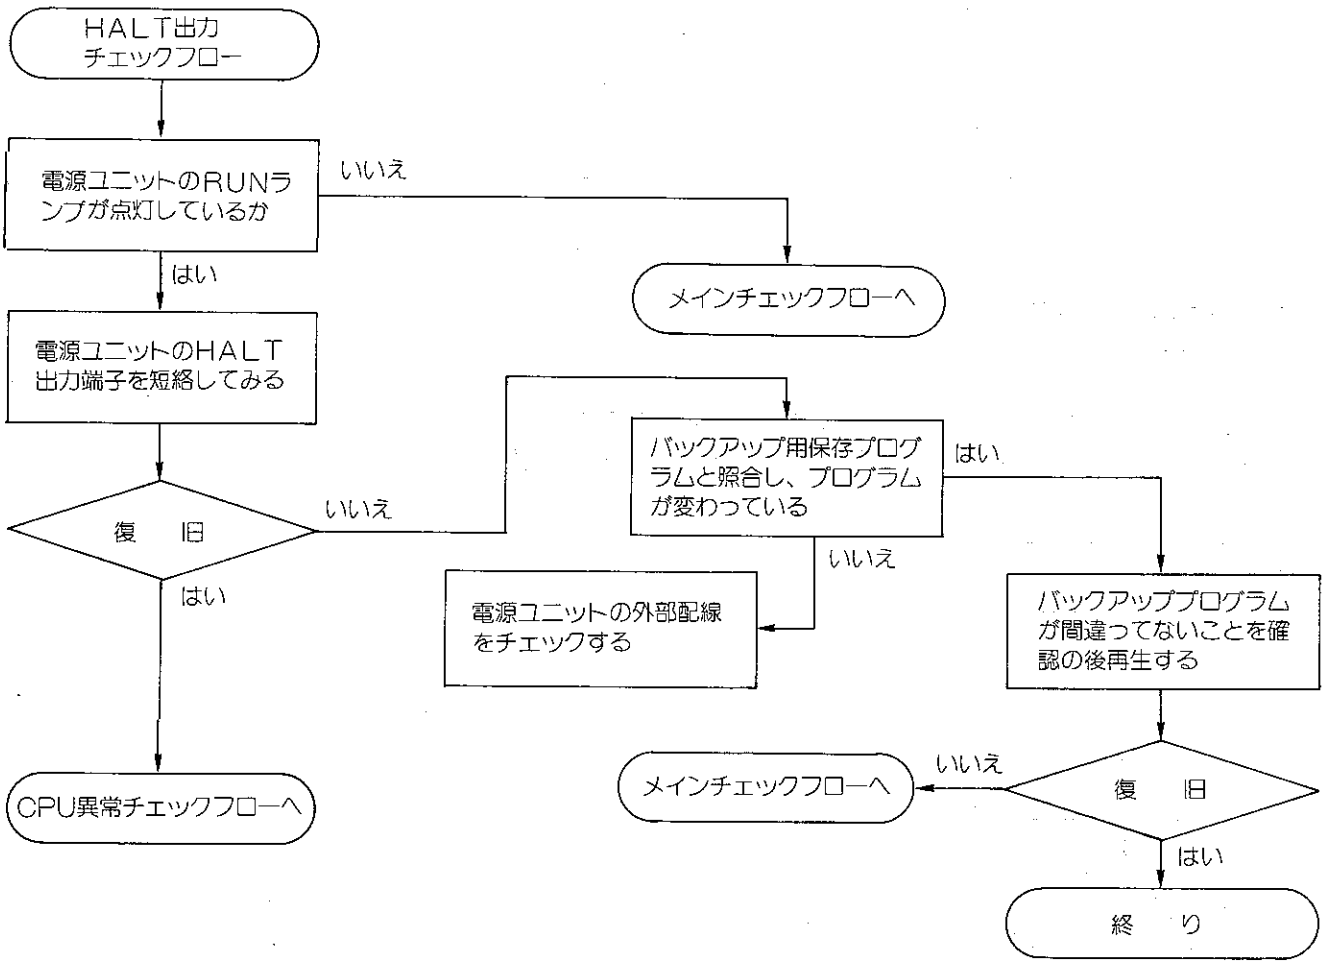 HALT出力
チェックフロー
電源ユニットのRUNラ
ンプが点灯しているか
いいえ
はい
メインチェックフローへ
電源ユニットのHALT
出力端子を短絡してみる
復 旧
いいえ
はい
バックアップ用保存プログ
ラムと照合し、プログラム
が変わっている
はい
いいえ
電源ユニットの外部配線
をチェックする
バックアッププログラム
が間違ってないことを確
認の後再生する
CPU異常チェックフローへ
メインチェックフローへ
いいえ
復 旧
はい
終 り